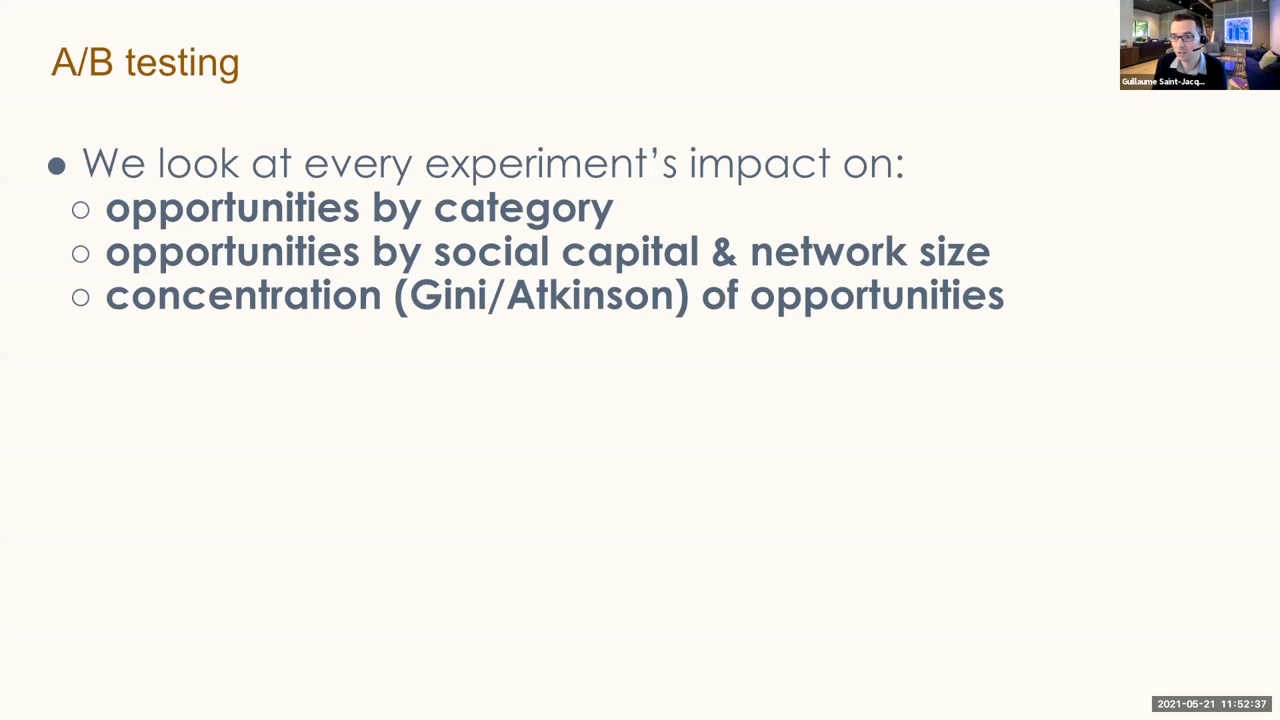 A/B testing
Guillaume Saint-Jacq...
● We look at every experiment's impact on:
○ opportunities by category
○ opportunities by social capital & network size
○ concentration (Gini/Atkinson) of opportunities
2021-05-21 11:52:37